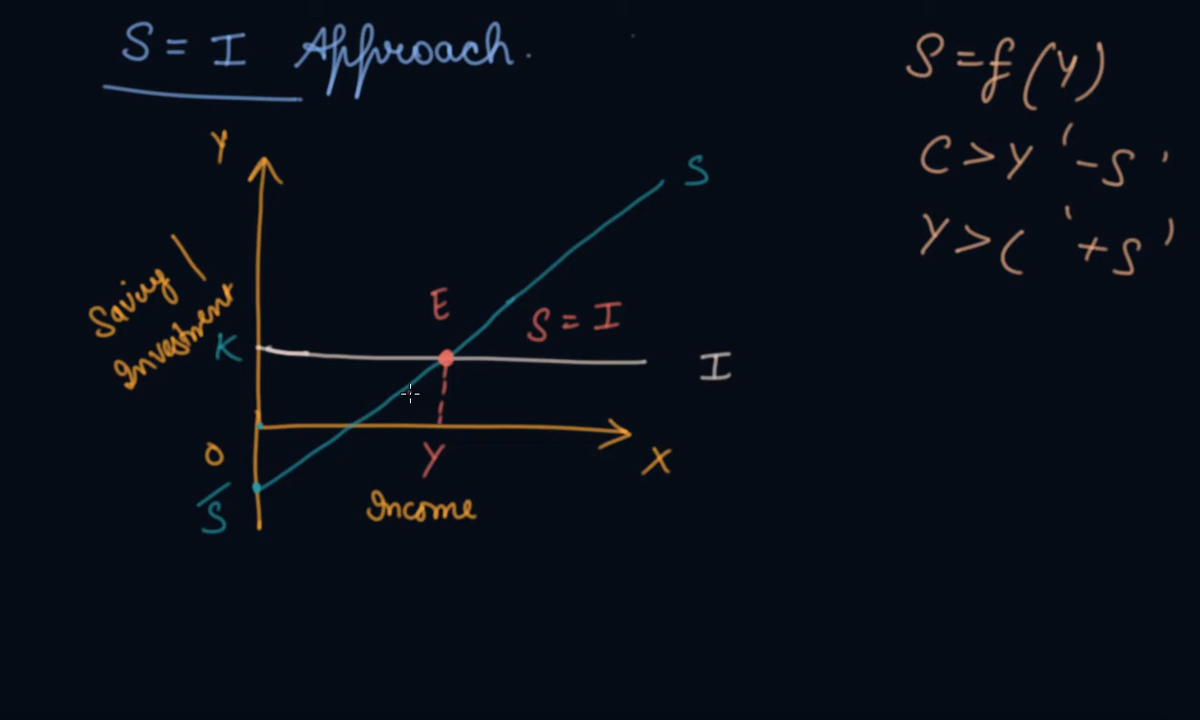 S = I Approach.
S = f(Y)
C > Y '-S'
Y > C '+S'
Y
S
Saving /
Investment
E
S = I
K
I
O
Y
X
S̅
Income